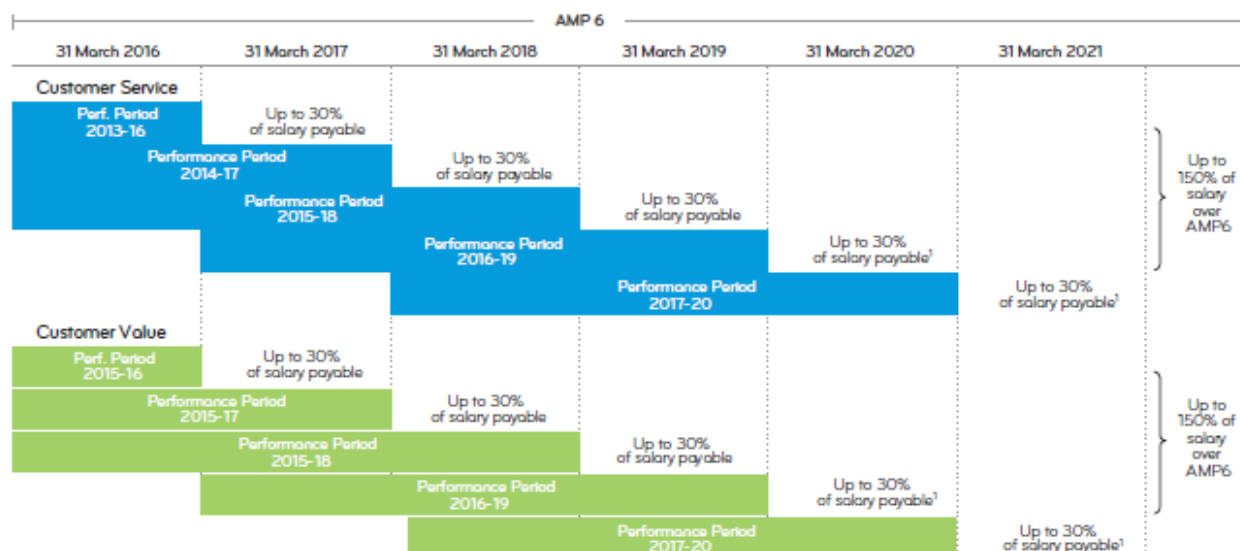 AMP 6
31 March 2016 31 March 2017 31 March 2018 31 March 2019 31 March 2020 31 March 2021
Customer Service
Perf. Period
2013-16
Up to 30%
of salary payable
Performance Period
2014-17
Up to 30%
of salary payable
Performance Period
2015-18
Up to 30%
of salary payable
Performance Period
2016-19
Up to 30%
of salary payable¹
Performance Period
2017-20
Up to 30%
of salary payable¹
Up to
150% of
salary
over
AMP6
Customer Value
Perf. Period
2015-16
Up to 30%
of salary payable
Performance Period
2015-17
Up to 30%
of salary payable
Performance Period
2015-18
Up to 30%
of salary payable
Performance Period
2016-19
Up to 30%
of salary payable¹
Performance Period
2017-20
Up to 30%
of salary payable¹
Up to
150% of
salary
over
AMP6